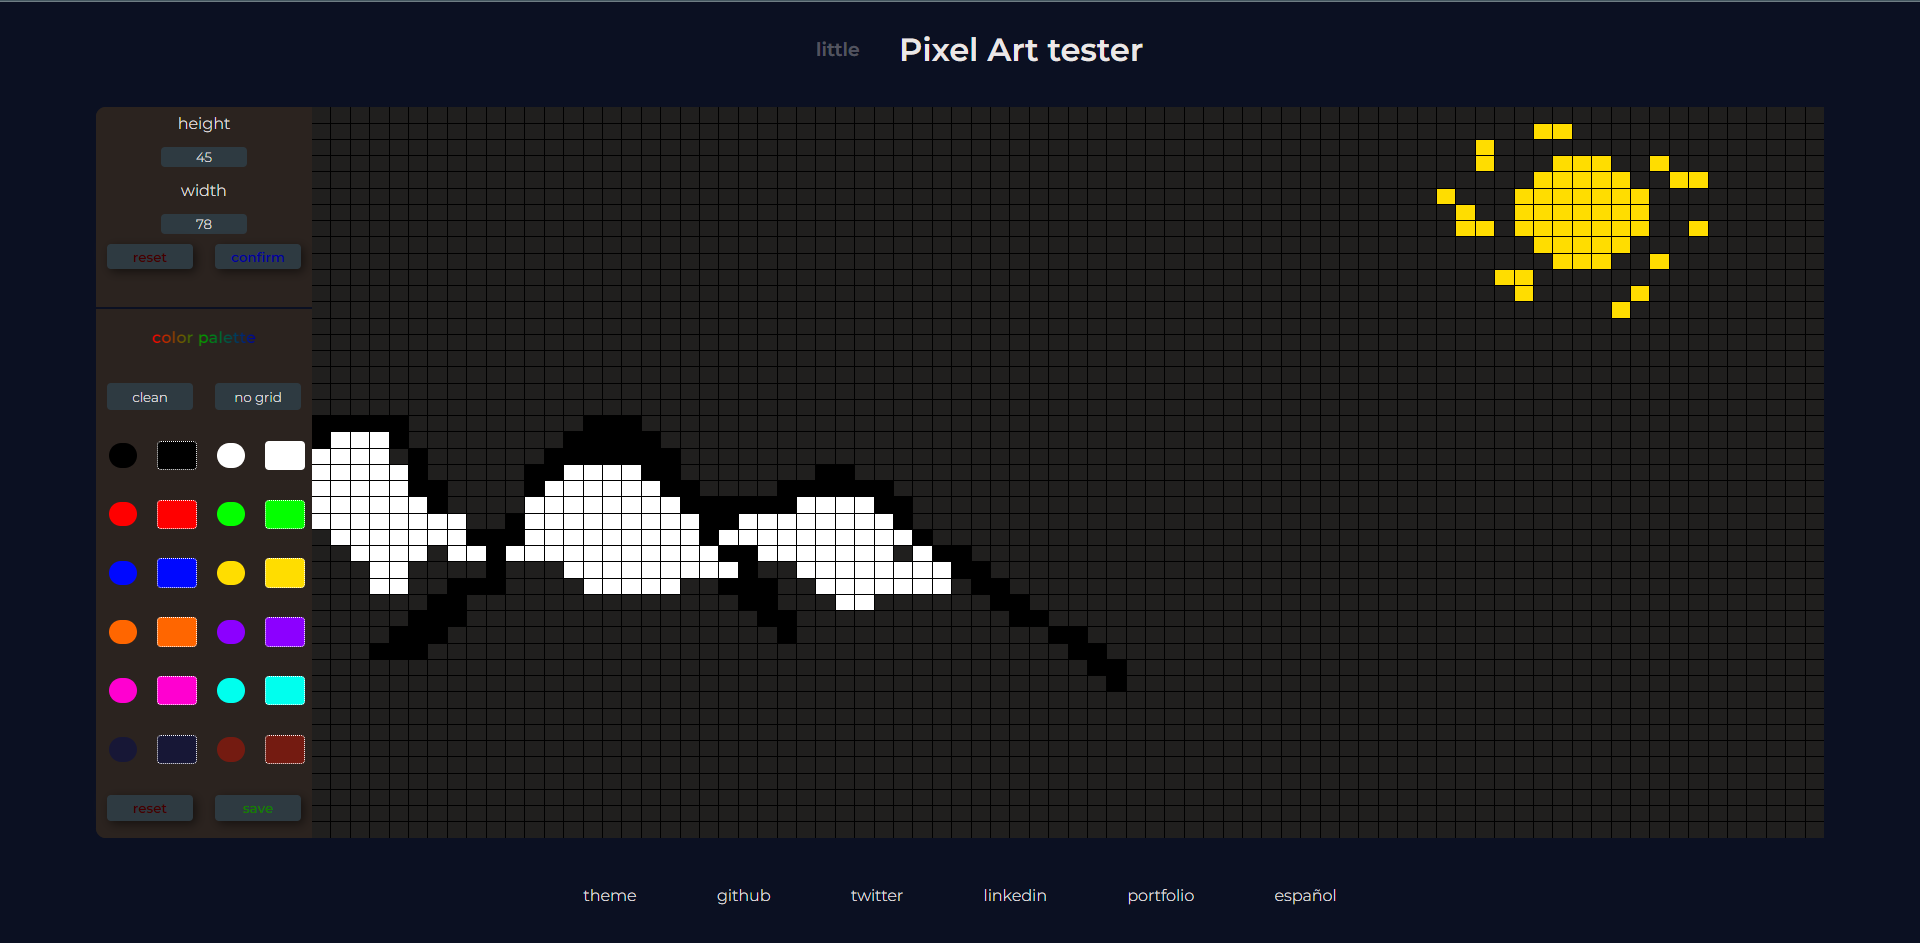 little Pixel Art tester
height
45
width
78
reset confirm
color palette
clean no grid
reset save
theme github twitter linkedin portfolio español